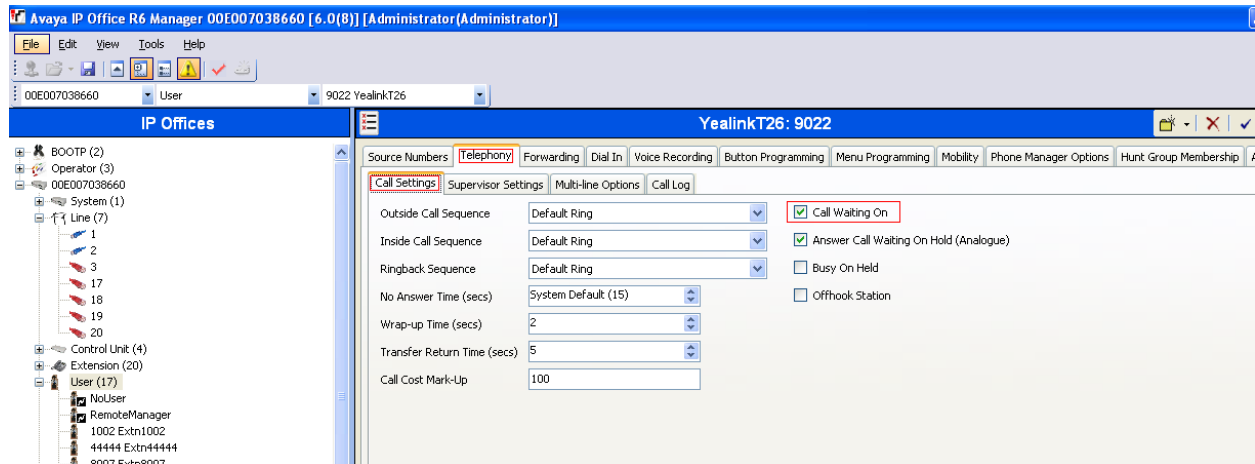 Avaya IP Office R6 Manager 00E007038660 [6.0(8)] [Administrator(Administrator)]
File Edit View Tools Help
00E007038660 User 9022 YealinkT26
IP Offices
BOOTP (2)
Operator (3)
00E007038660
System (1)
Line (7)
1
2
3
17
18
19
20
Control Unit (4)
Extension (20)
User (17)
NoUser
RemoteManager
1002 Extn1002
44444 Extn44444
8007 Extn8007
YealinkT26: 9022
Source Numbers Telephony Forwarding Dial In Voice Recording Button Programming Menu Programming Mobility Phone Manager Options Hunt Group Membership
Call Settings Supervisor Settings Multi-line Options Call Log
Outside Call Sequence Default Ring Call Waiting On
Inside Call Sequence Default Ring Answer Call Waiting On Hold (Analogue)
Ringback Sequence Default Ring Busy On Held
No Answer Time (secs) System Default (15) Offhook Station
Wrap-up Time (secs) 2
Transfer Return Time (secs) 5
Call Cost Mark-Up 100